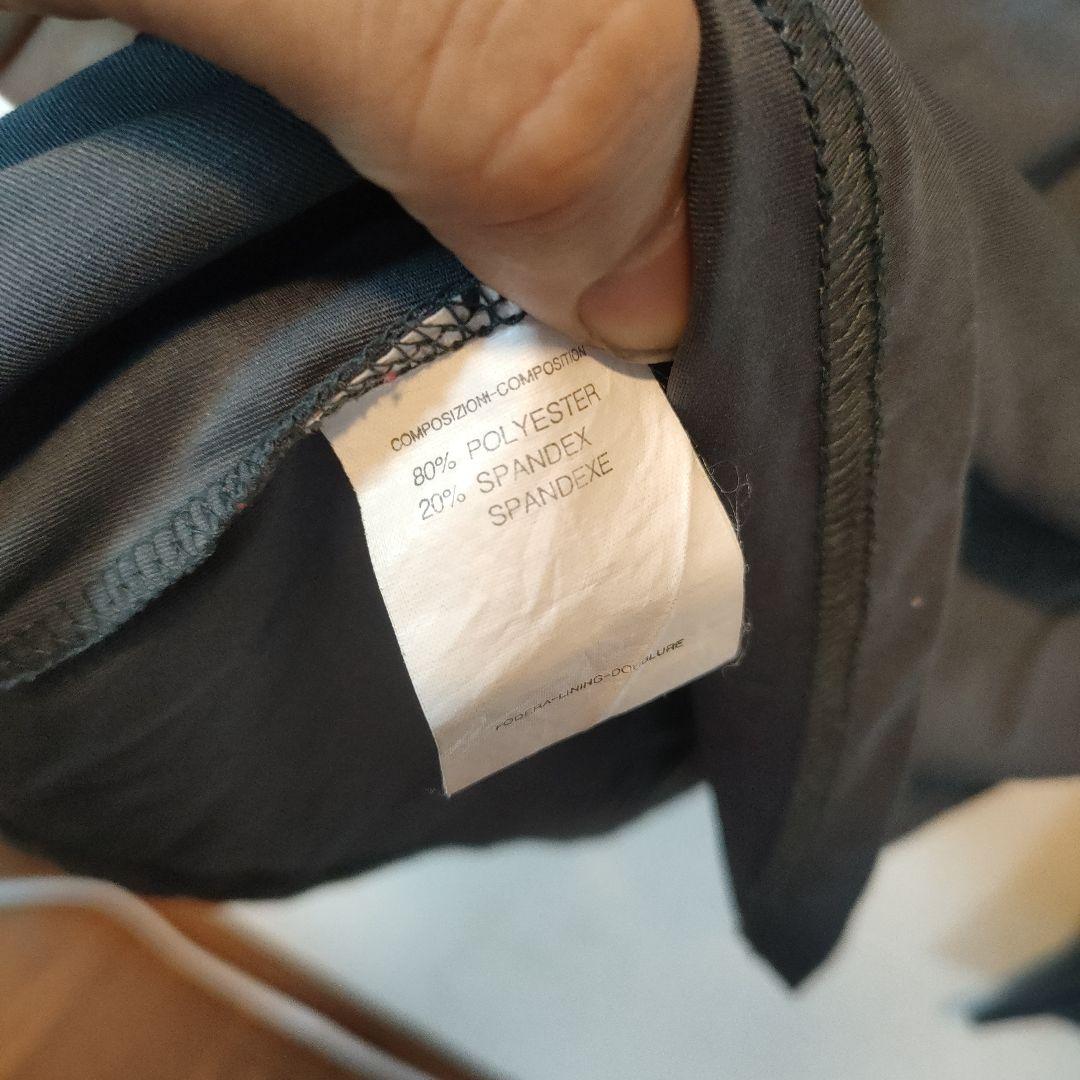 COMPOSIZIONI-COMPOSITION
80% POLYESTER
20% SPANDEX
SPANDEXE
FODERA-LINING-DOUBLURE